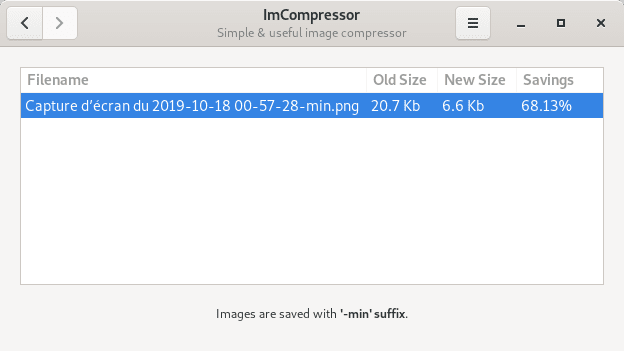 ImCompressor
Simple & useful image compressor
Filename Old Size New Size Savings
Capture d’écran du 2019-10-18 00-57-28-min.png 20.7 Kb 6.6 Kb 68.13%
Images are saved with '-min' suffix.